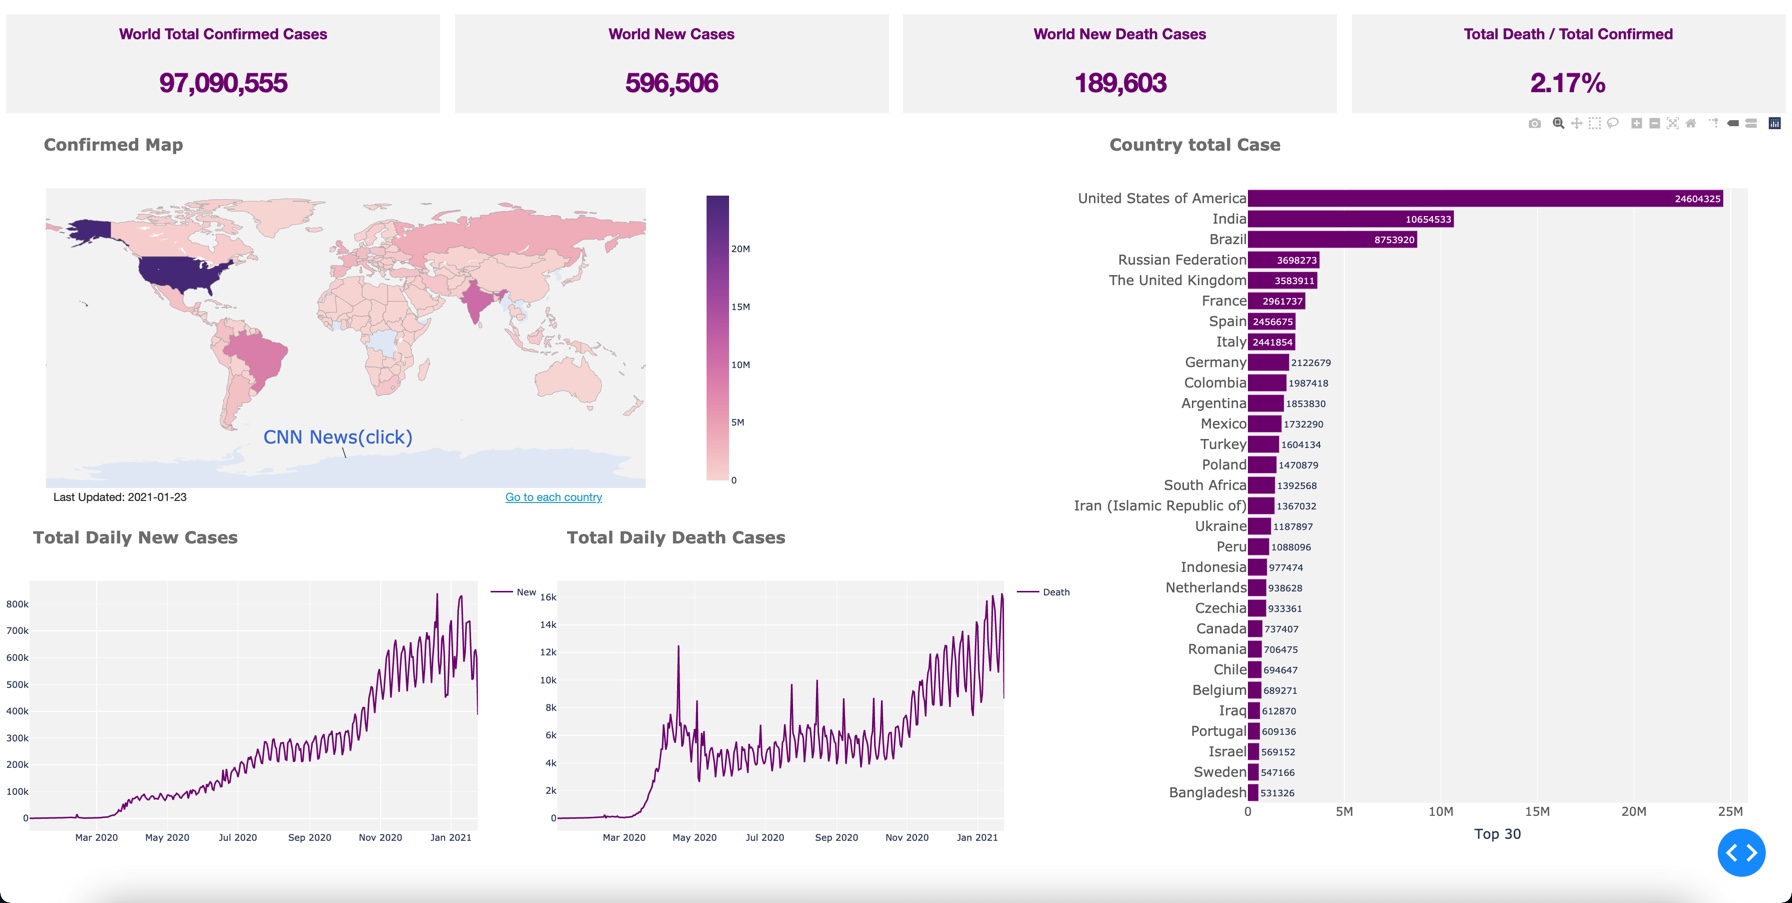 World Total Confirmed Cases
97,090,555
World New Cases
596,506
World New Death Cases
189,603
Total Death / Total Confirmed
2.17%
Confirmed Map
20M
15M
10M
5M
0
CNN News(click)
Last Updated: 2021-01-23
Go to each country
Country total Case
United States of America 24604325
India 10654533
Brazil 8753920
Russian Federation 3698273
The United Kingdom 3583911
France 2961737
Spain 2456675
Italy 2441854
Germany 2122679
Colombia 1987418
Argentina 1853830
Mexico 1732290
Turkey 1604134
Poland 1470879
South Africa 1392568
Iran (Islamic Republic of) 1367032
Ukraine 1187897
Peru 1088096
Indonesia 977474
Netherlands 938628
Czechia 933361
Canada 737407
Romania 706475
Chile 694647
Belgium 689271
Iraq 612870
Portugal 609136
Israel 569152
Sweden 547166
Bangladesh 531326
0 5M 10M 15M 20M 25M
Top 30
Total Daily New Cases
New
800k
700k
600k
500k
400k
300k
200k
100k
0
Mar 2020 May 2020 Jul 2020 Sep 2020 Nov 2020 Jan 2021
Total Daily Death Cases
Death
16k
14k
12k
10k
8k
6k
4k
2k
0
Mar 2020 May 2020 Jul 2020 Sep 2020 Nov 2020 Jan 2021